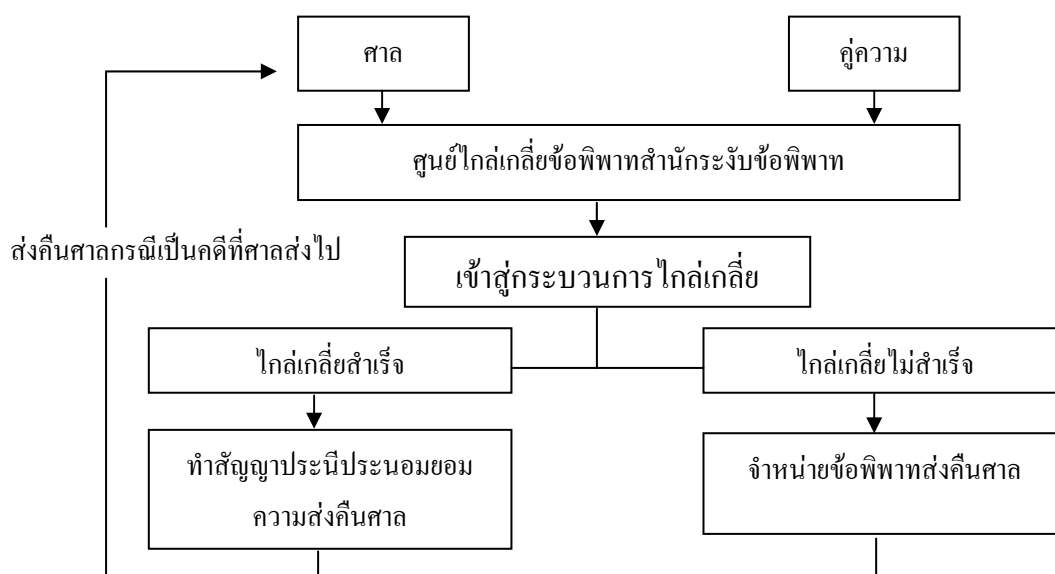 ศาล
คู่ความ
ศูนย์ไกล่เกลี่ยข้อพิพาทสำนักระงับข้อพิพาท
ส่งคืนศาลกรณีเป็นคดีที่ศาลส่งไป
เข้าสู่กระบวนการไกล่เกลี่ย
ไกล่เกลี่ยสำเร็จ
ไกล่เกลี่ยไม่สำเร็จ
ทำสัญญาประนีประนอมยอม
ความส่งคืนศาล
จำหน่ายข้อพิพาทส่งคืนศาล